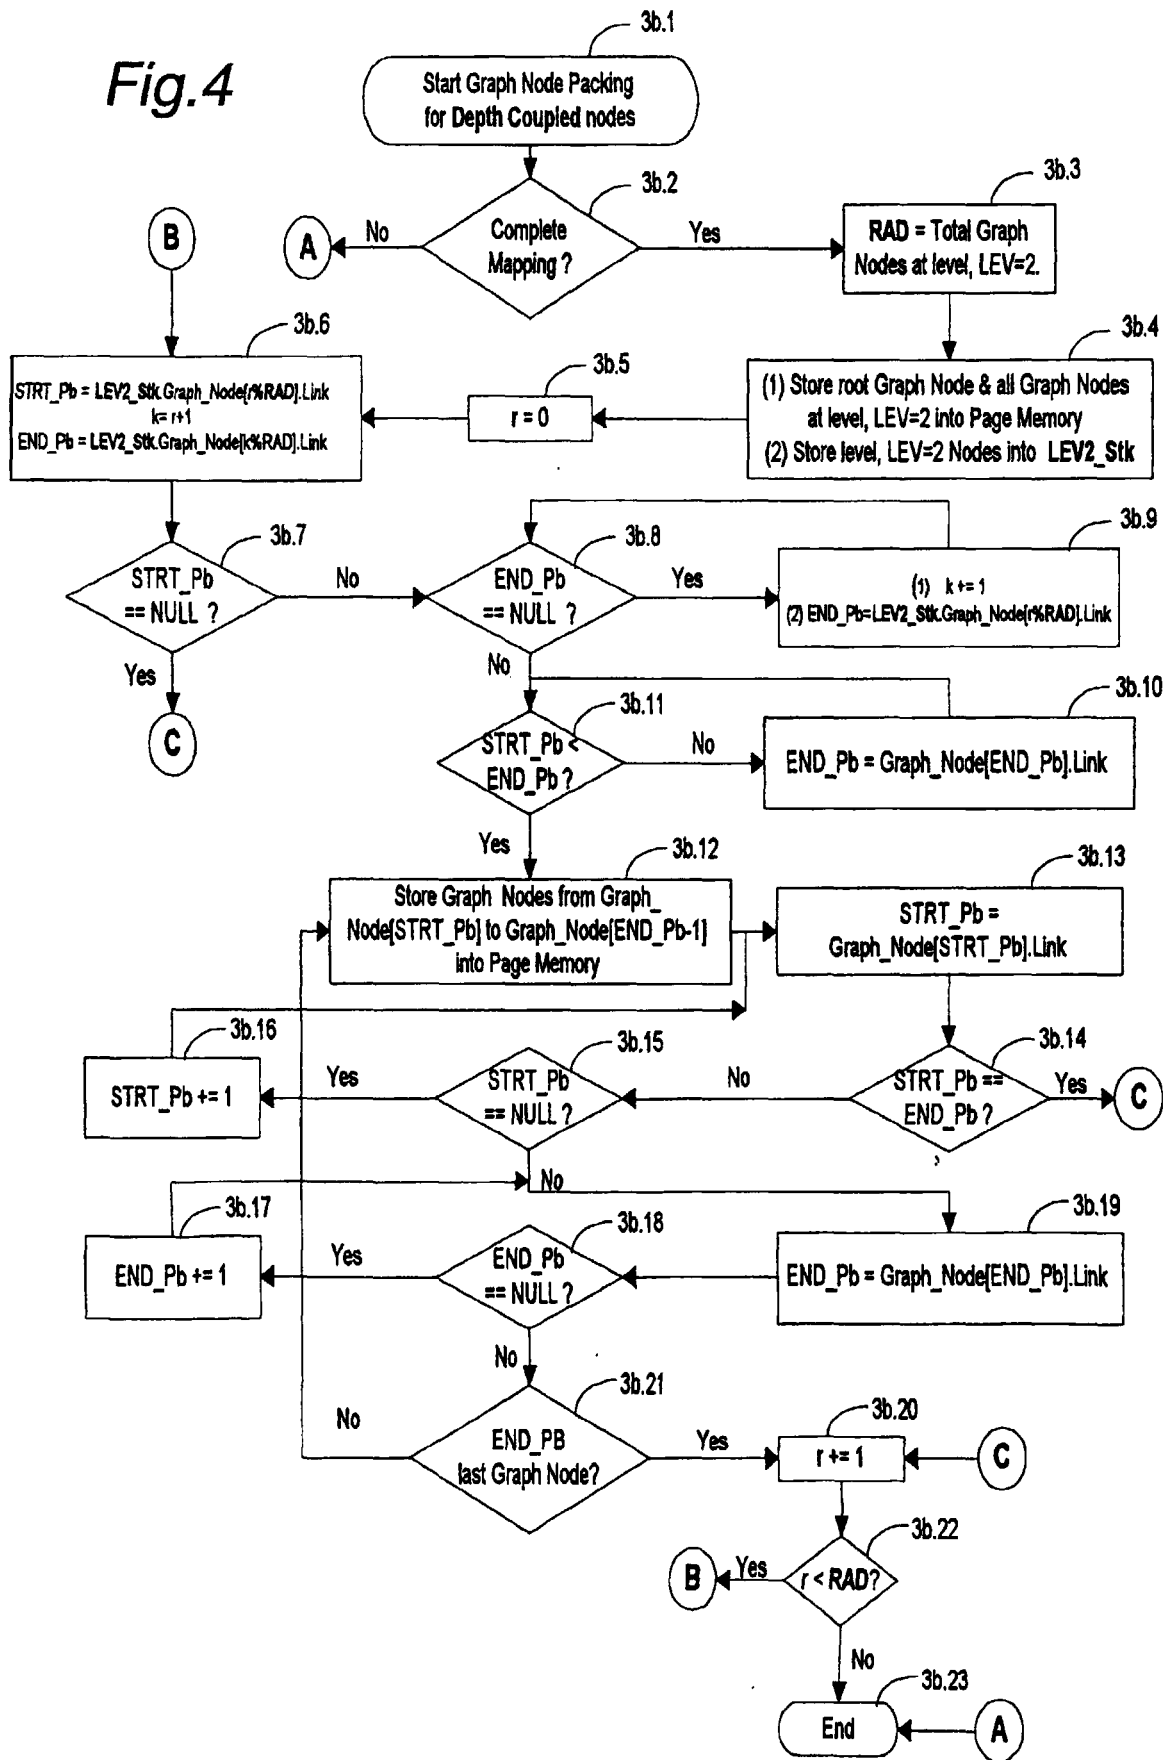 Fig.4
3b.1
Start Graph Node Packing
for Depth Coupled nodes
3b.2
Complete
Mapping ?
No
A
Yes
3b.3
RAD = Total Graph
Nodes at level, LEV=2.
B
3b.4
(1) Store root Graph Node & all Graph Nodes
at level, LEV=2 into Page Memory
(2) Store level, LEV=2 Nodes into LEV2_Stk
3b.5
r = 0
3b.6
STRT_Pb = LEV2_Stk.Graph_Node[r%RAD].Link
k= r+1
END_Pb = LEV2_Stk.Graph_Node[k%RAD].Link
3b.7
STRT_Pb
== NULL ?
No
Yes
C
3b.8
END_Pb
== NULL ?
Yes
No
3b.9
(1) k += 1
(2) END_Pb=LEV2_Stk.Graph_Node[r%RAD].Link
3b.10
END_Pb = Graph_Node[END_Pb].Link
3b.11
STRT_Pb <
END_Pb ?
No
Yes
3b.12
Store Graph Nodes from Graph_
Node[STRT_Pb] to Graph_Node[END_Pb-1]
into Page Memory
3b.13
STRT_Pb =
Graph_Node[STRT_Pb].Link
3b.14
STRT_Pb ==
END_Pb ?
Yes
C
No
3b.15
STRT_Pb
== NULL ?
Yes
No
3b.16
STRT_Pb += 1
3b.17
END_Pb += 1
3b.18
END_Pb
== NULL ?
Yes
No
3b.19
END_Pb = Graph_Node[END_Pb].Link
3b.21
END_PB
last Graph Node?
No
Yes
3b.20
r += 1
C
3b.22
r < RAD?
Yes
B
No
3b.23
End
A